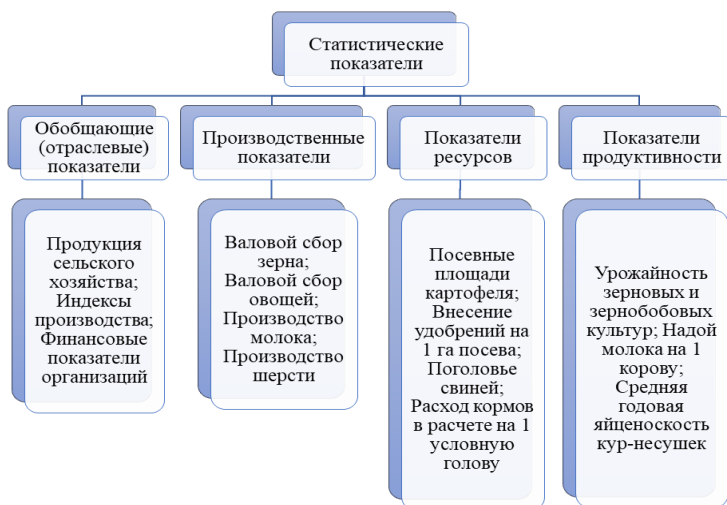 Статистические
показатели
Обобщающие
(отраслевые)
показатели
Производственные
показатели
Показатели
ресурсов
Показатели
продуктивности
Продукция
сельского
хозяйства;
Индексы
производства;
Финансовые
показатели
организаций
Валовой сбор
зерна;
Валовой сбор
овощей;
Производство
молока;
Производство
шерсти
Посевные
площади
картофеля;
Внесение
удобрений на
1 га посева;
Поголовье
свиней;
Расход кормов
в расчете на 1
условную
голову
Урожайность
зерновых и
зернобобовых
культур; Надой
молока на 1
корову;
Средняя
годовая
яйценоскость
кур-несушек